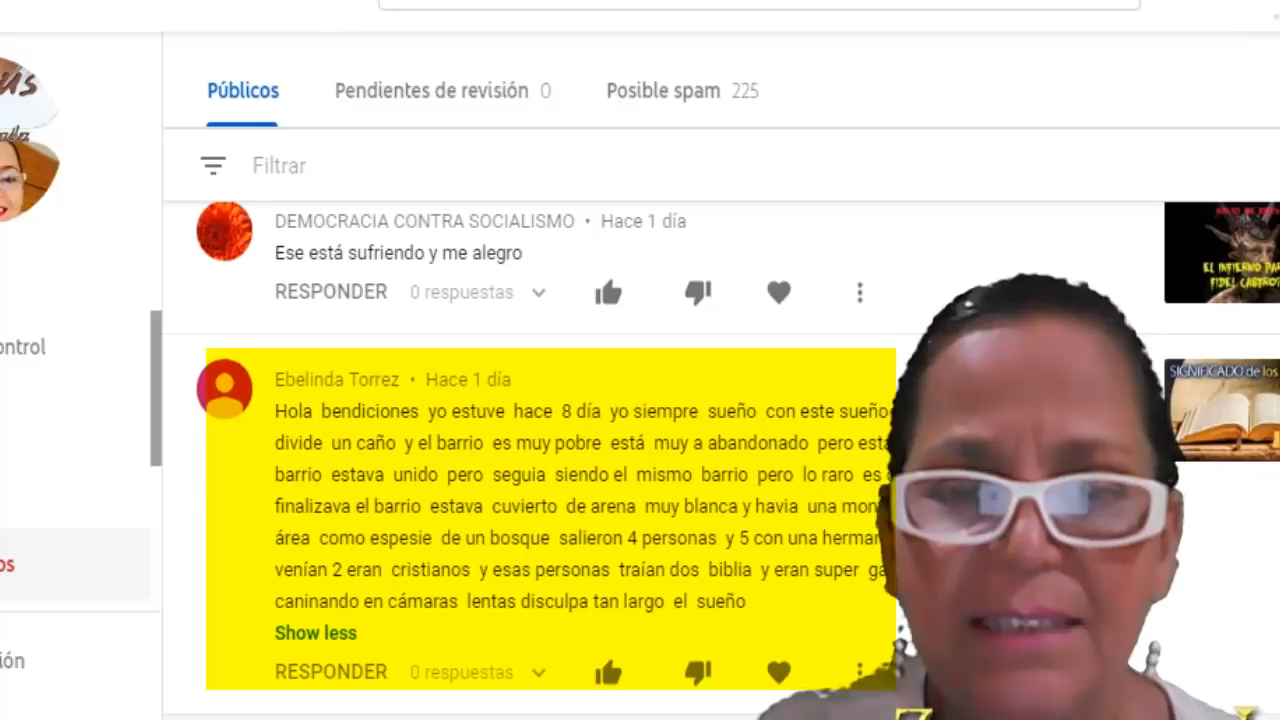 Públicos Pendientes de revisión 0 Posible spam 225
Filtrar
DEMOCRACIA CONTRA SOCIALISMO • Hace 1 día
Ese está sufriendo y me alegro
RESPONDER 0 respuestas
EL INFIERNO
FIDEL CASTRO?
ontrol
Ebelinda Torrez • Hace 1 día
Hola bendiciones yo estuve hace 8 día yo siempre sueño con este sueño
divide un caño y el barrio es muy pobre está muy a abandonado pero
barrio estava unido pero seguia siendo el mismo barrio pero lo raro es
finalizava el barrio estava cuvierto de arena muy blanca y havia una
área como espesie de un bosque salieron 4 personas y 5 con una
venían 2 eran cristianos y esas personas traían dos biblia y eran super
caninando en cámaras lentas disculpa tan largo el sueño
Show less
RESPONDER 0 respuestas
SIGNIFICADO de los
os
ión